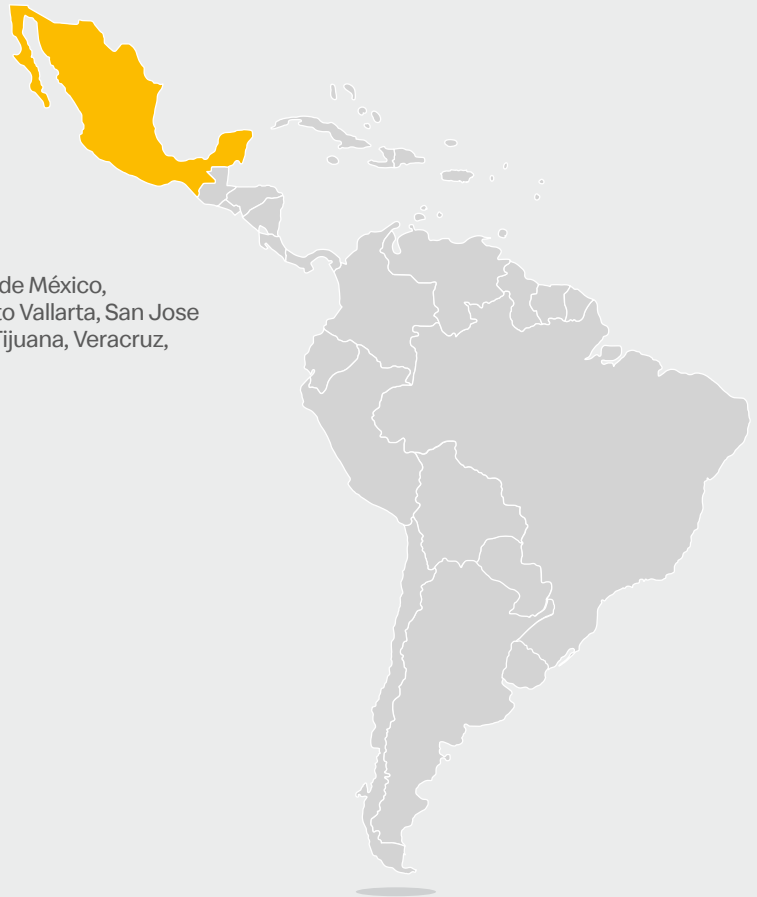 de México,
to Vallarta, San Jose
Tijuana, Veracruz,